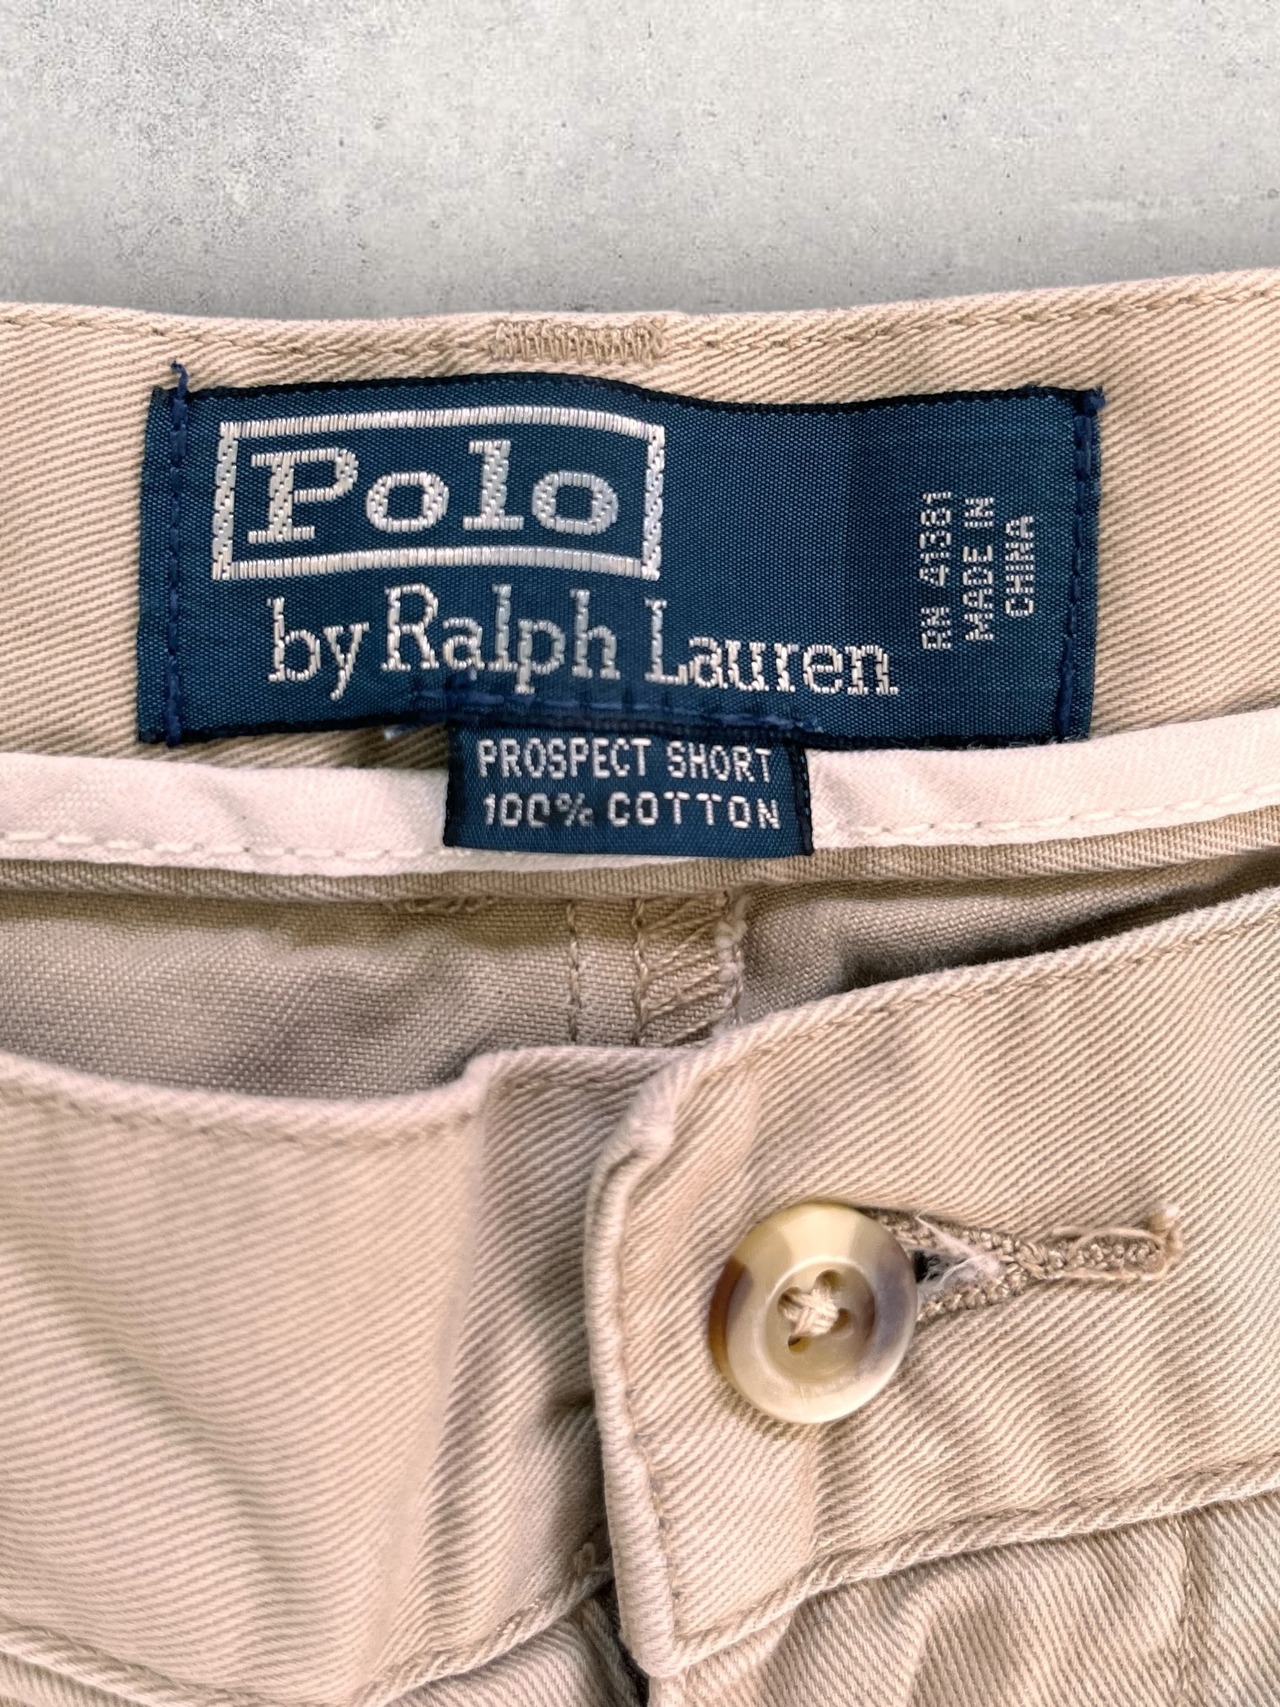 Polo
by Ralph Lauren
RN 41381
MADE IN
CHINA
PROSPECT SHORT
100% COTTON